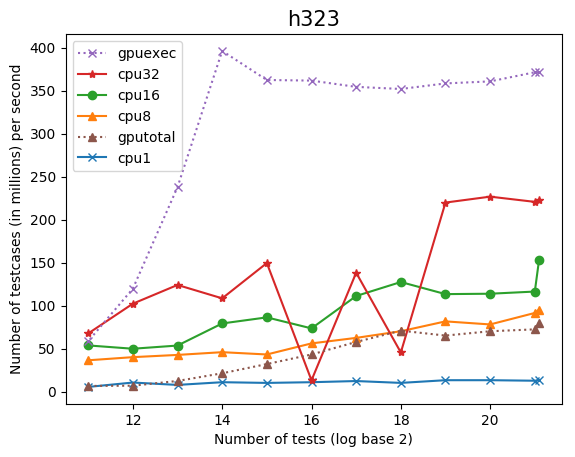 h323
Number of testcases (in millions) per second
400
350
300
250
200
150
100
50
0
gpuexec
cpu32
cpu16
cpu8
gputotal
cpu1
12 14 16 18 20
Number of tests (log base 2)